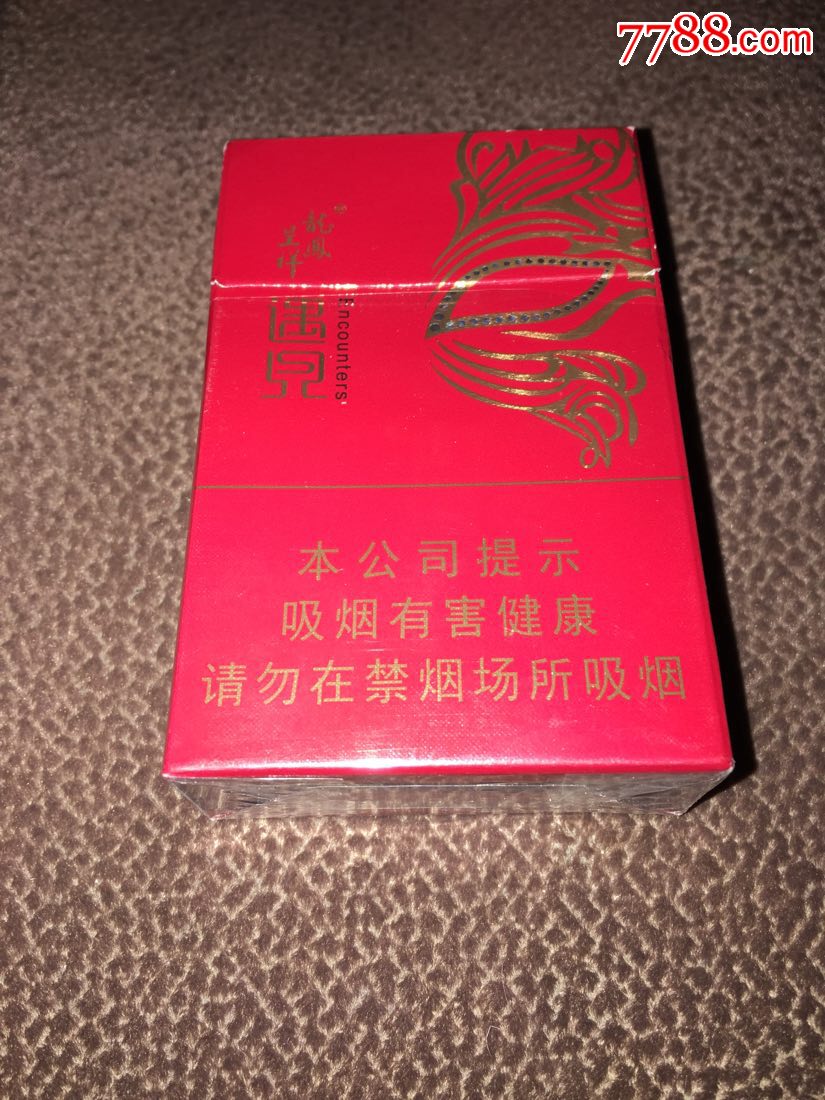 7788.com
龍鳳
呈祥
遇見
Encounters
本公司提示
吸烟有害健康
请勿在禁烟场所吸烟